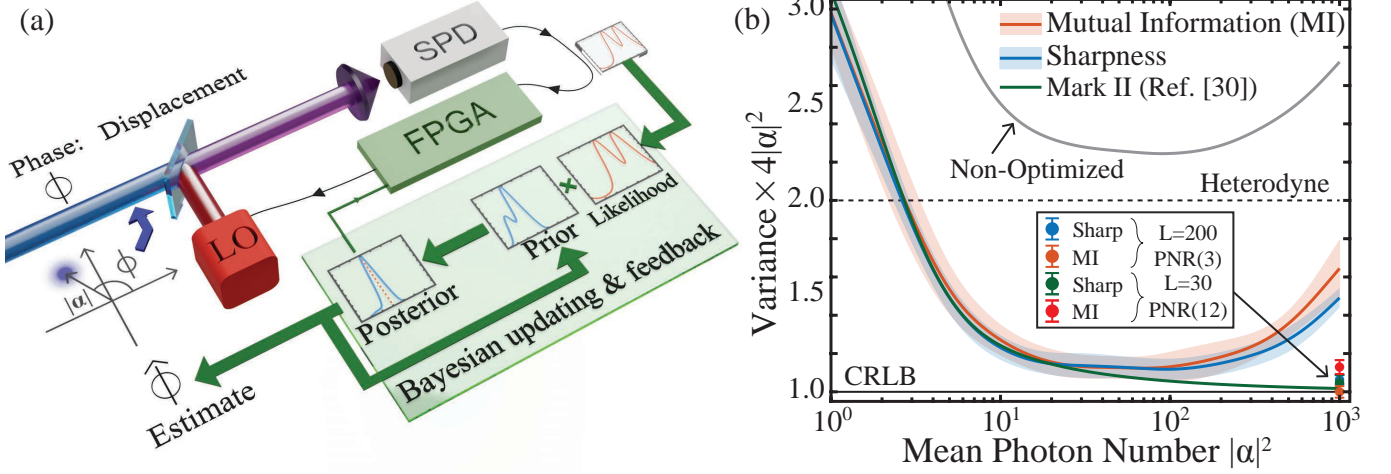 (a)
Phase: Displacement
ϕ
SPD
FPGA
LO
ϕ
|α|
Likelihood
×
Prior
Posterior
Bayesian updating & feedback
ϕ̂
Estimate
(b)
Variance × 4|α|²
3.0
2.5
2.0
1.5
1.0
Mutual Information (MI)
Sharpness
Mark II (Ref. [30])
Non-Optimized
Heterodyne
Sharp
MI
L=200
PNR(3)
Sharp
MI
L=30
PNR(12)
CRLB
10⁰ 10¹ 10² 10³
Mean Photon Number |α|²